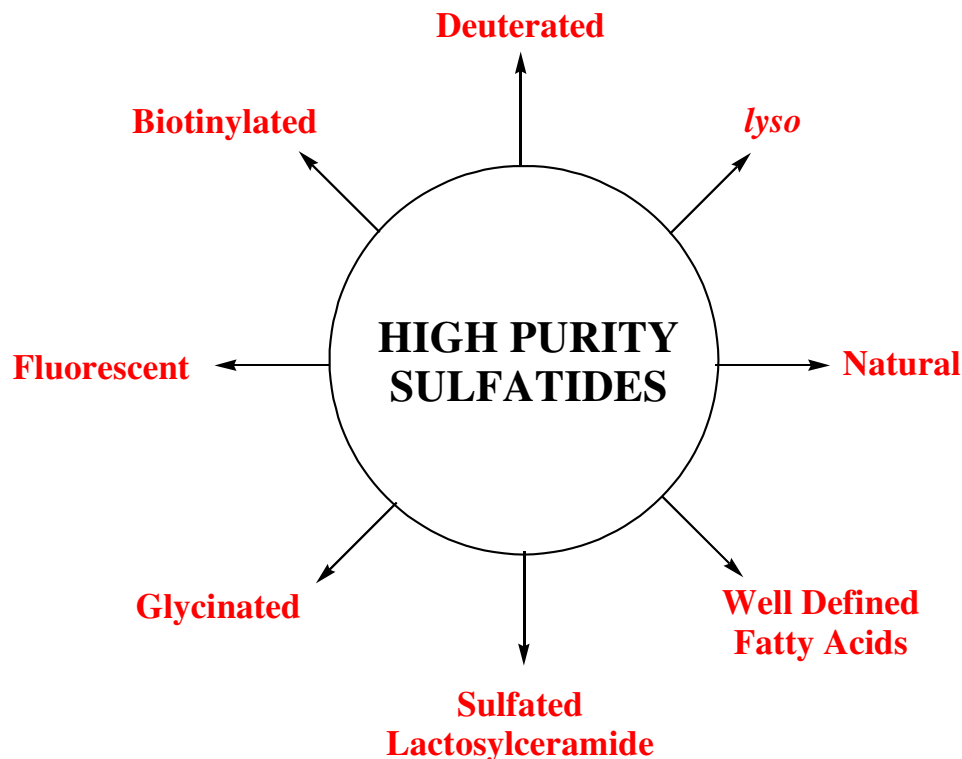 Deuterated
Biotinylated
lyso
HIGH PURITY
SULFATIDES
Fluorescent
Natural
Glycinated
Well Defined
Fatty Acids
Sulfated
Lactosylceramide